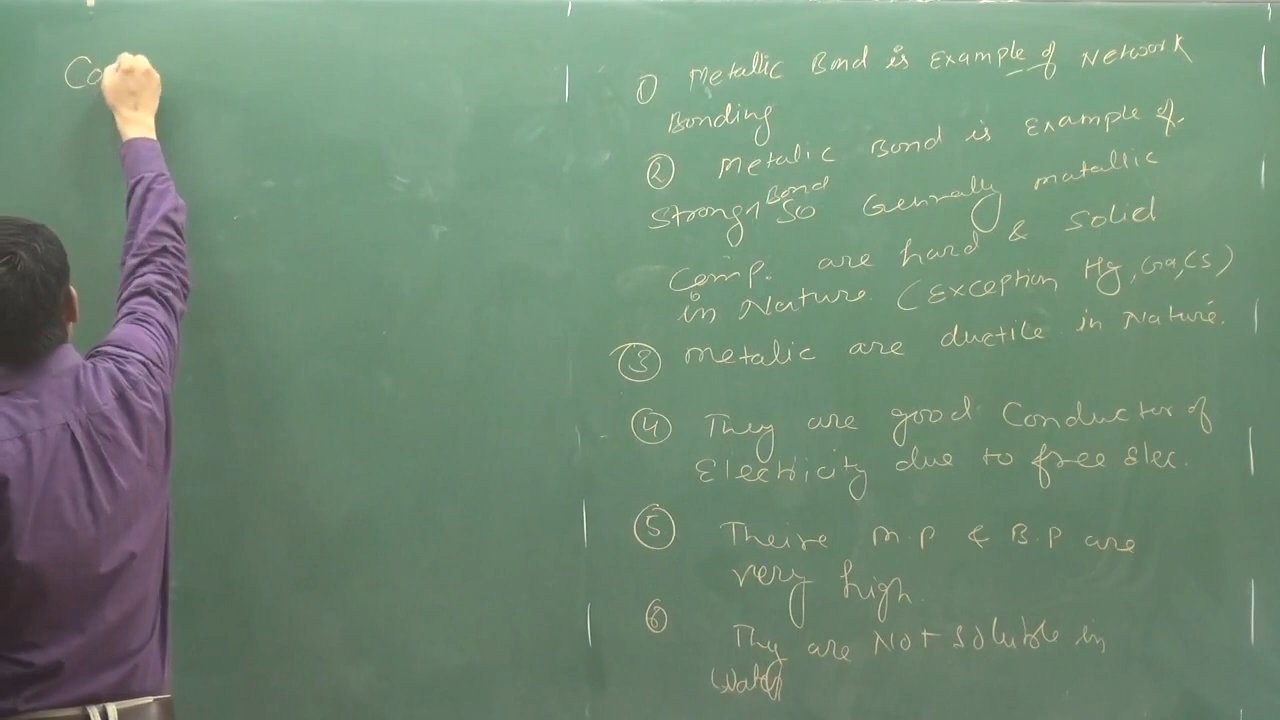 Co
① Metallic Bond is Example of Network
Bonding
② Metalic Bond is Example of
Strong Bond So Generally matallic
Comp. are hard & Solid
in Nature. (Exception Hg, Ga, Cs)
③ Metalic are ductile in Nature.
④ They are good Conductor of
Electricity due to free Elec.
⑤ Theire M.P & B.P are
very high.
⑥ Thy are Not soluble in
Water